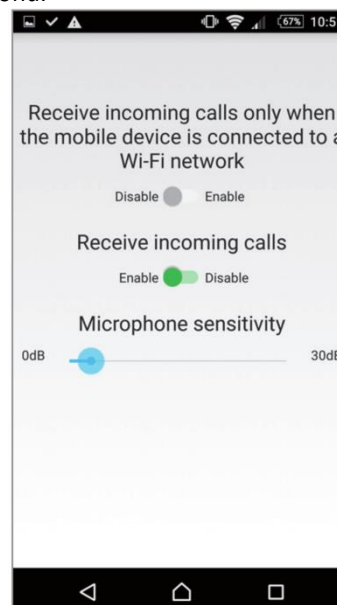 67% 10:5
Receive incoming calls only when
the mobile device is connected to a
Wi-Fi network
Disable Enable
Receive incoming calls
Enable Disable
Microphone sensitivity
0dB 30dB